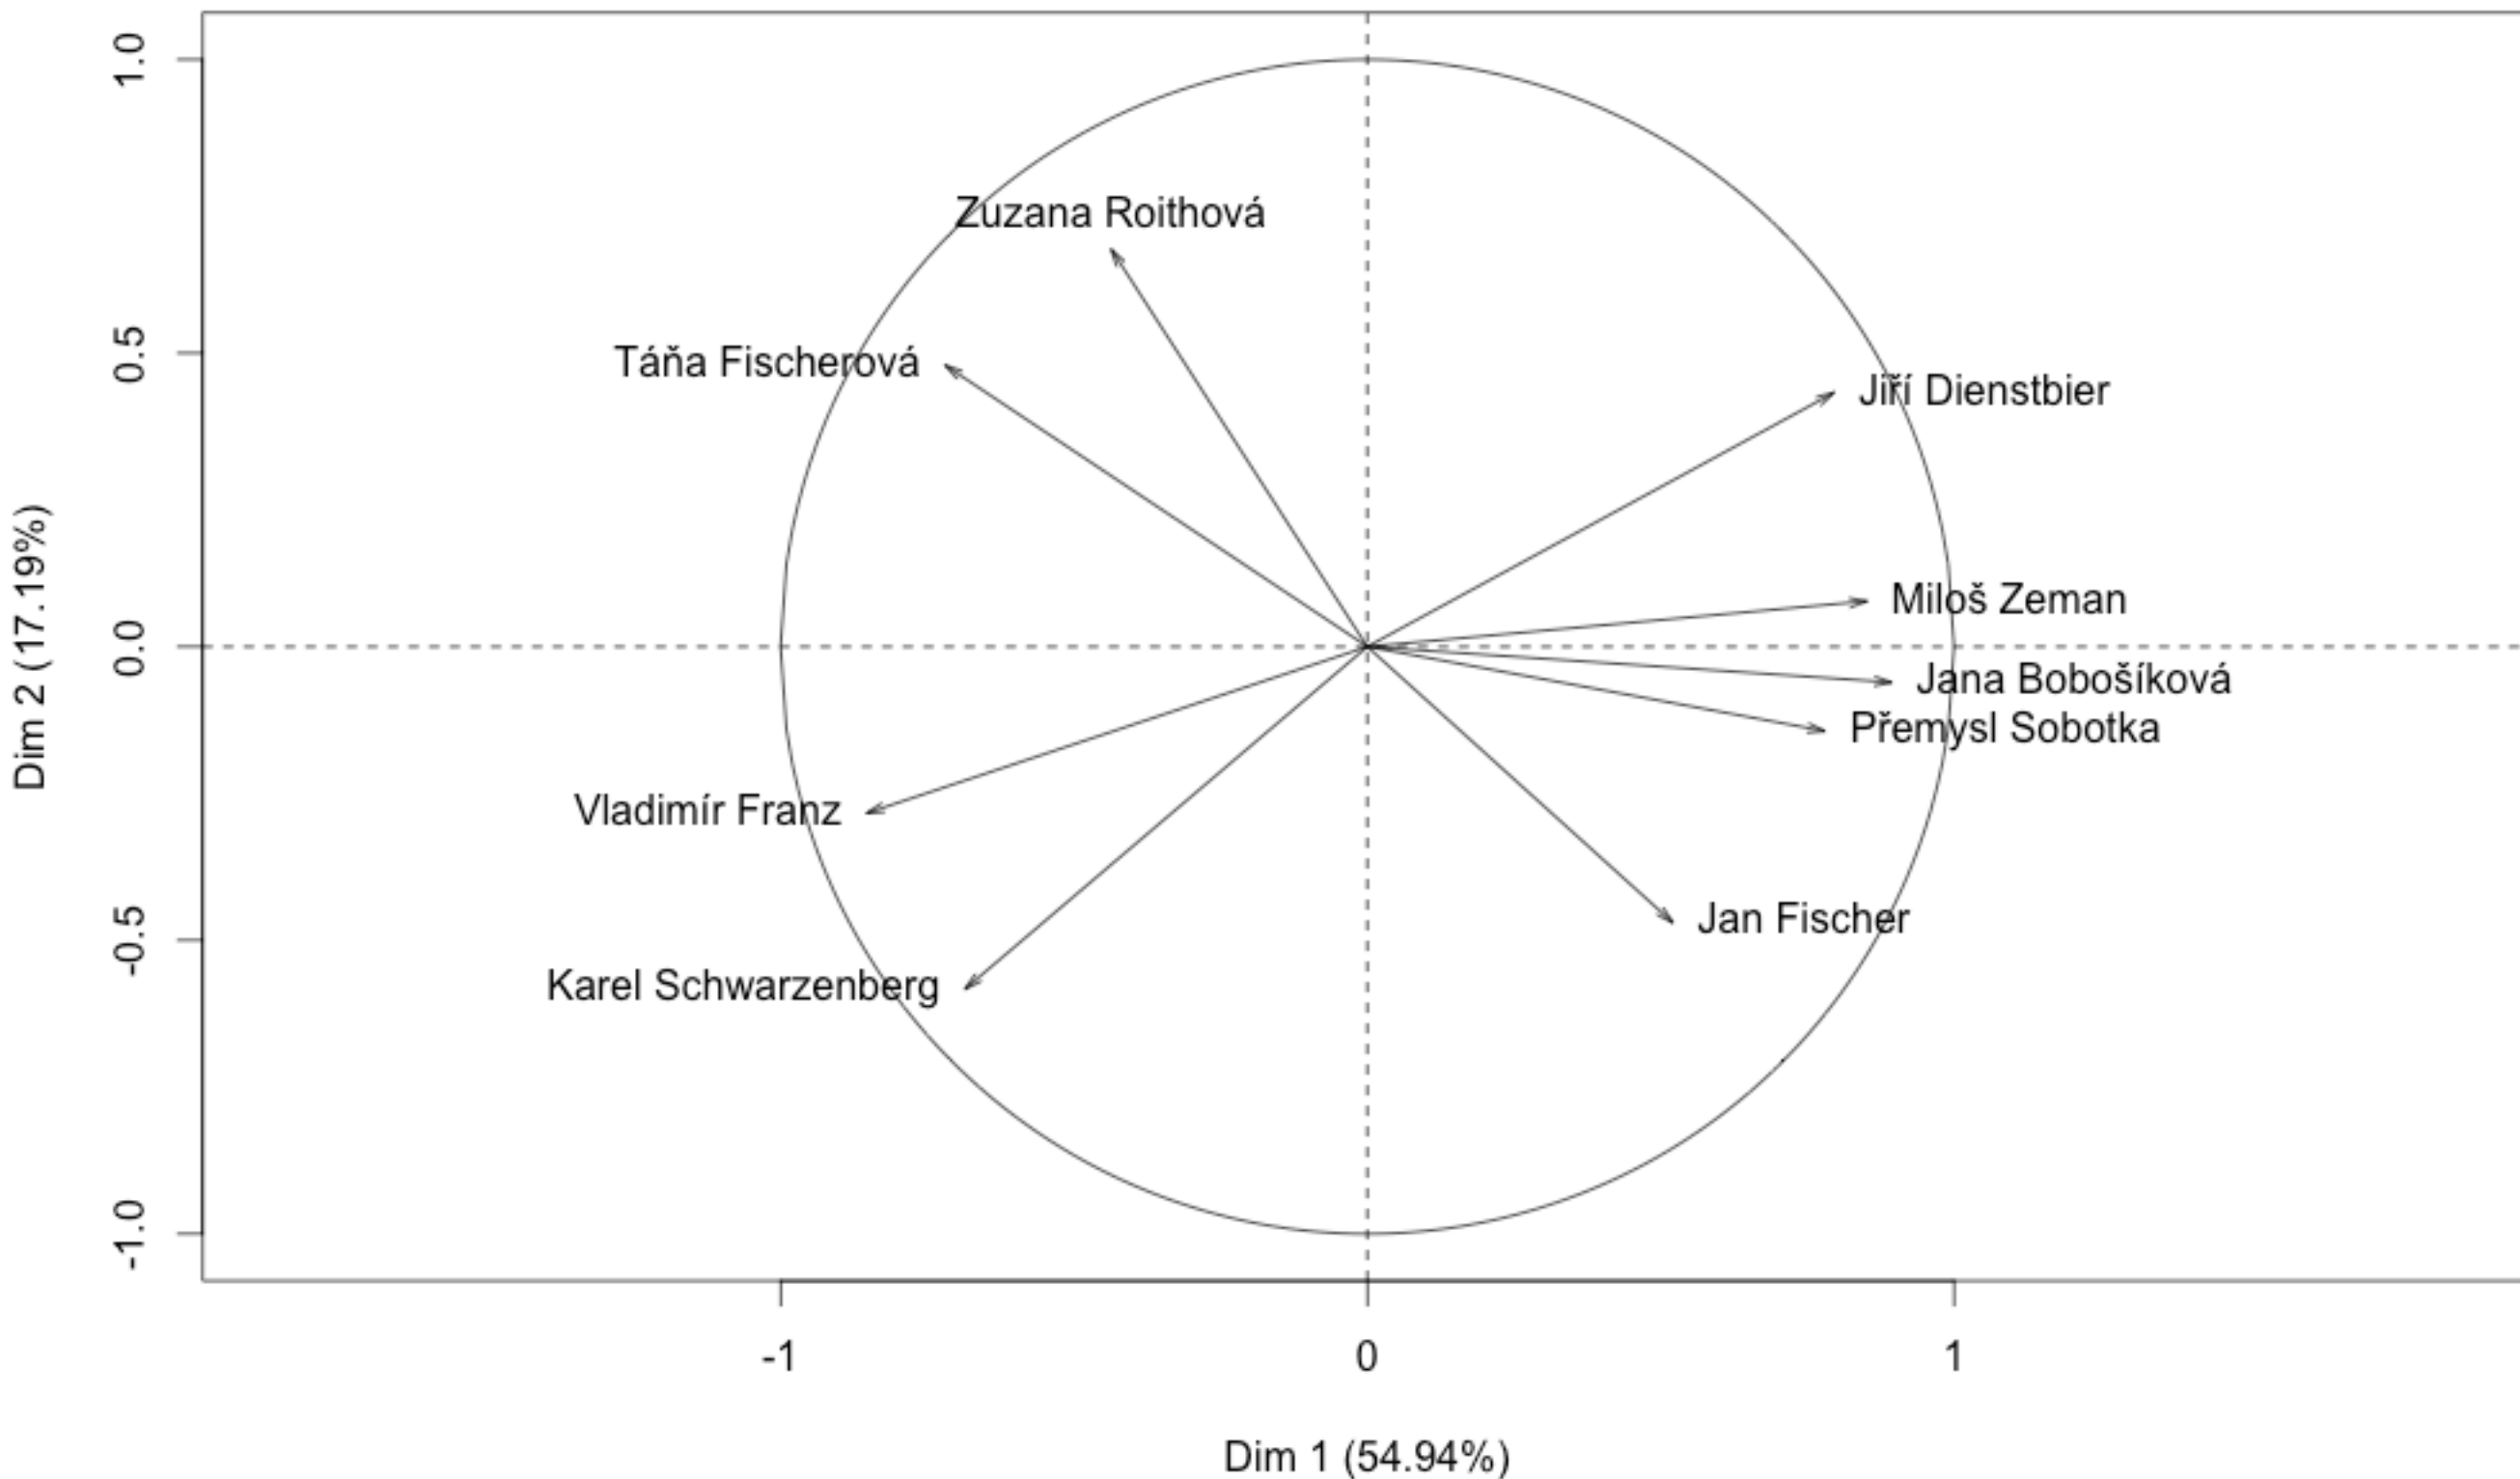 1.0
Zuzana Roithová
0.5
Táňa Fischerová
Jiří Dienstbier
Miloš Zeman
Dim 2 (17.19%)
0.0
Jana Bobošíková
Přemysl Sobotka
Vladimír Franz
Jan Fischer
-0.5
Karel Schwarzenberg
-1.0
-1 0 1
Dim 1 (54.94%)